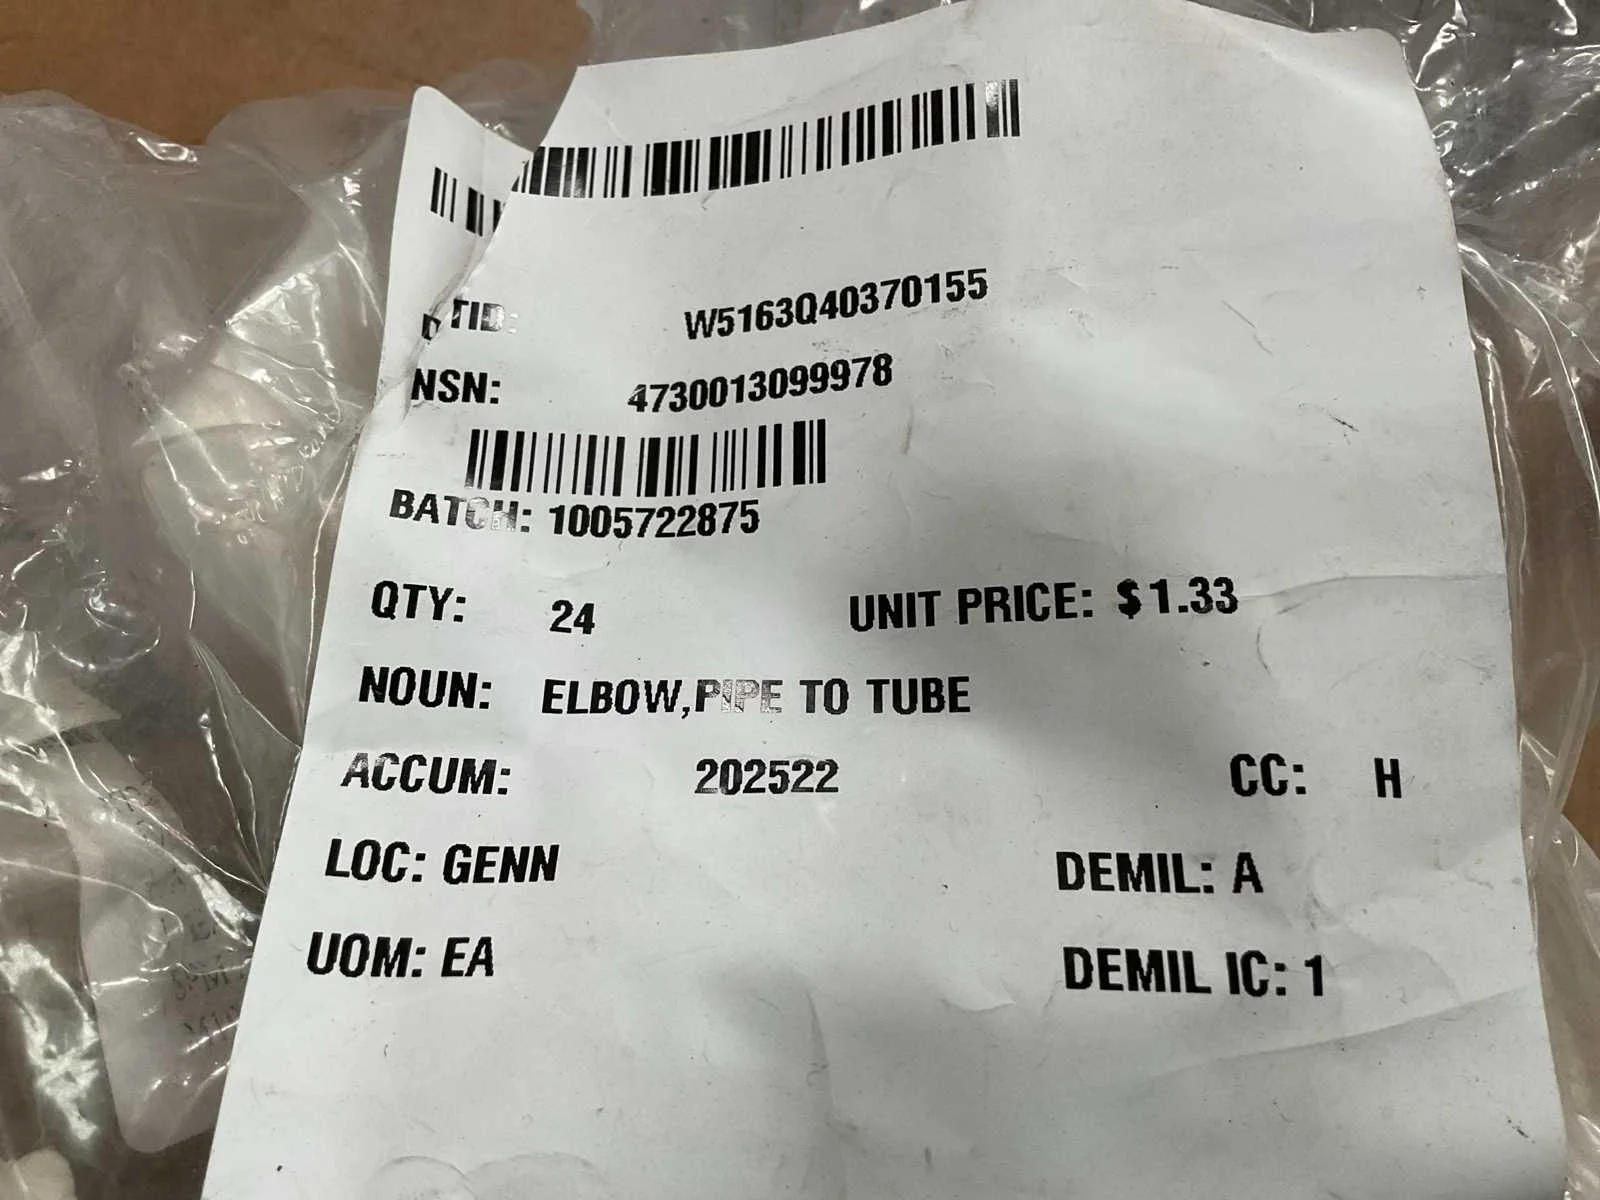 DTID: W5163Q40370155
NSN: 4730013099978
BATCH: 1005722875
QTY: 24 UNIT PRICE: $1.33
NOUN: ELBOW,PIPE TO TUBE
ACCUM: 202522 CC: H
LOC: GENN DEMIL: A
UOM: EA DEMIL IC: 1